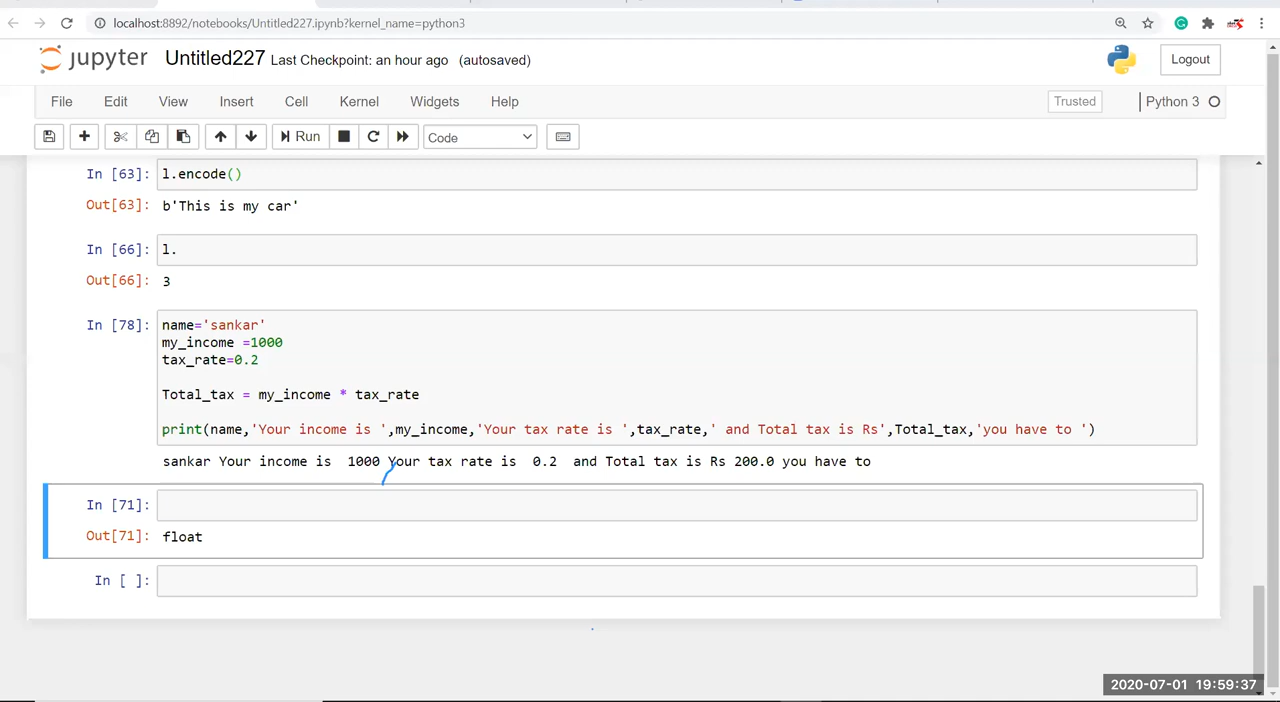 localhost:8892/notebooks/Untitled227.ipynb?kernel_name=python3
jupyter Untitled227 Last Checkpoint: an hour ago (autosaved) Logout
File Edit View Insert Cell Kernel Widgets Help Trusted Python 3
Run Code
In [63]: l.encode()
Out[63]: b'This is my car'
In [66]: l.
Out[66]: 3
In [78]: name='sankar'
my_income =1000
tax_rate=0.2
Total_tax = my_income * tax_rate
print(name,'Your income is ',my_income,'Your tax rate is ',tax_rate,' and Total tax is Rs',Total_tax,'you have to ')
sankar Your income is  1000 Your tax rate is  0.2  and Total tax is Rs 200.0 you have to
In [71]:
Out[71]: float
In [ ]:
2020-07-01 19:59:37